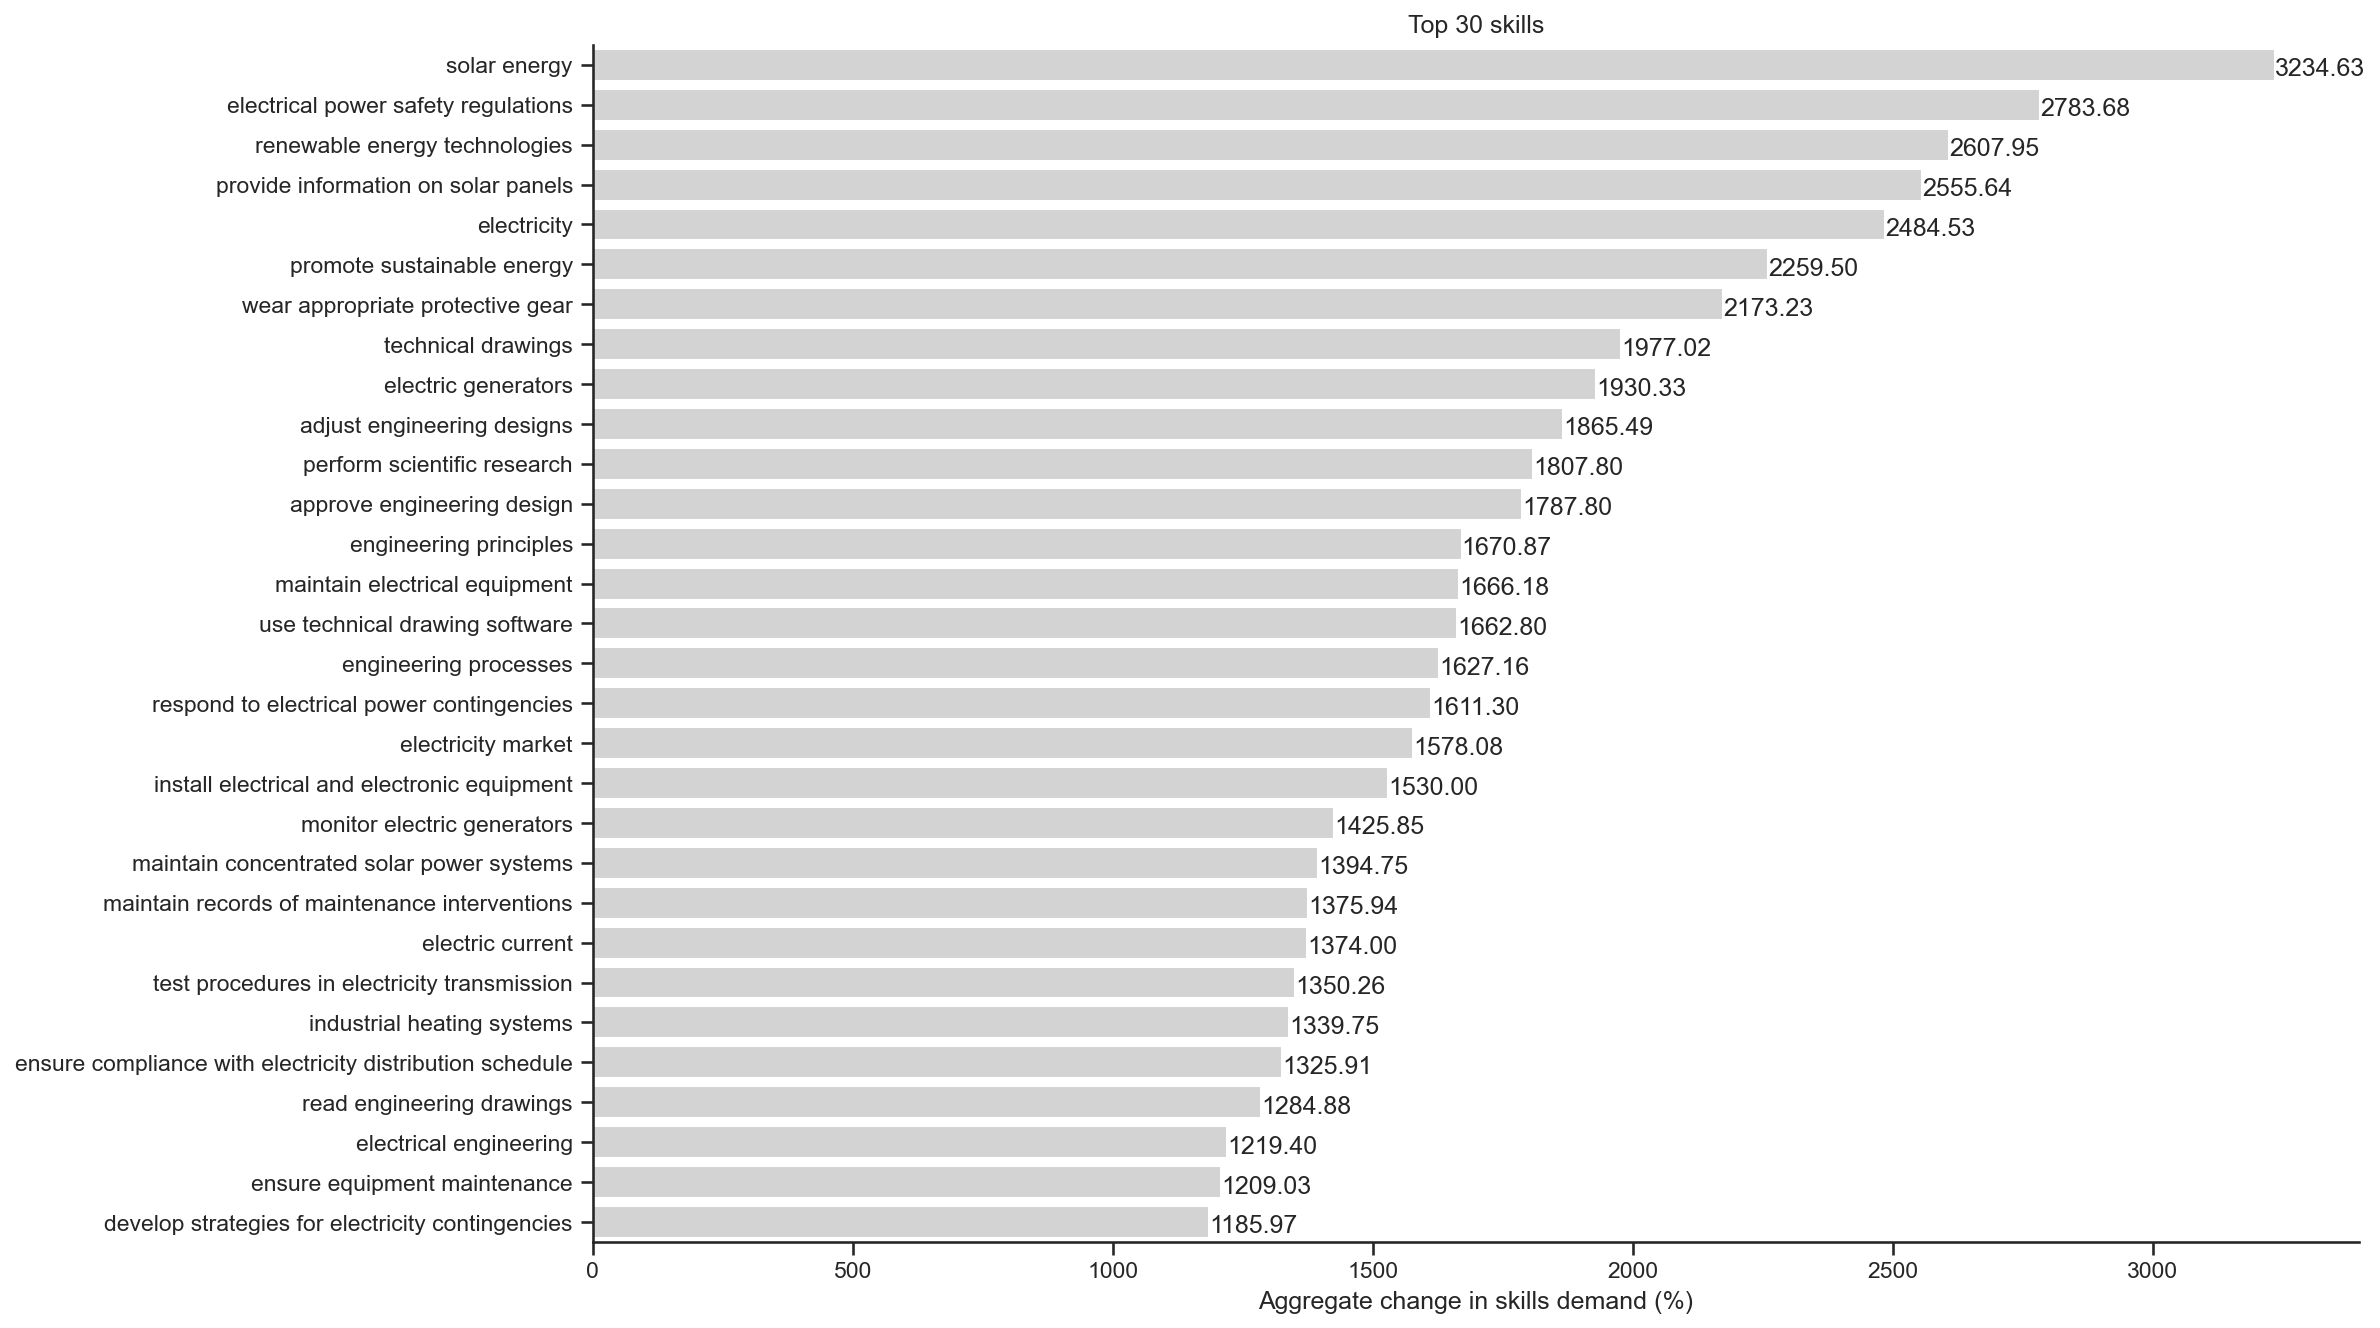 Top 30 skills
solar energy 3234.63
electrical power safety regulations 2783.68
renewable energy technologies 2607.95
provide information on solar panels 2555.64
electricity 2484.53
promote sustainable energy 2259.50
wear appropriate protective gear 2173.23
technical drawings 1977.02
electric generators 1930.33
adjust engineering designs 1865.49
perform scientific research 1807.80
approve engineering design 1787.80
engineering principles 1670.87
maintain electrical equipment 1666.18
use technical drawing software 1662.80
engineering processes 1627.16
respond to electrical power contingencies 1611.30
electricity market 1578.08
install electrical and electronic equipment 1530.00
monitor electric generators 1425.85
maintain concentrated solar power systems 1394.75
maintain records of maintenance interventions 1375.94
electric current 1374.00
test procedures in electricity transmission 1350.26
industrial heating systems 1339.75
ensure compliance with electricity distribution schedule 1325.91
read engineering drawings 1284.88
electrical engineering 1219.40
ensure equipment maintenance 1209.03
develop strategies for electricity contingencies 1185.97
0 500 1000 1500 2000 2500 3000
Aggregate change in skills demand (%)